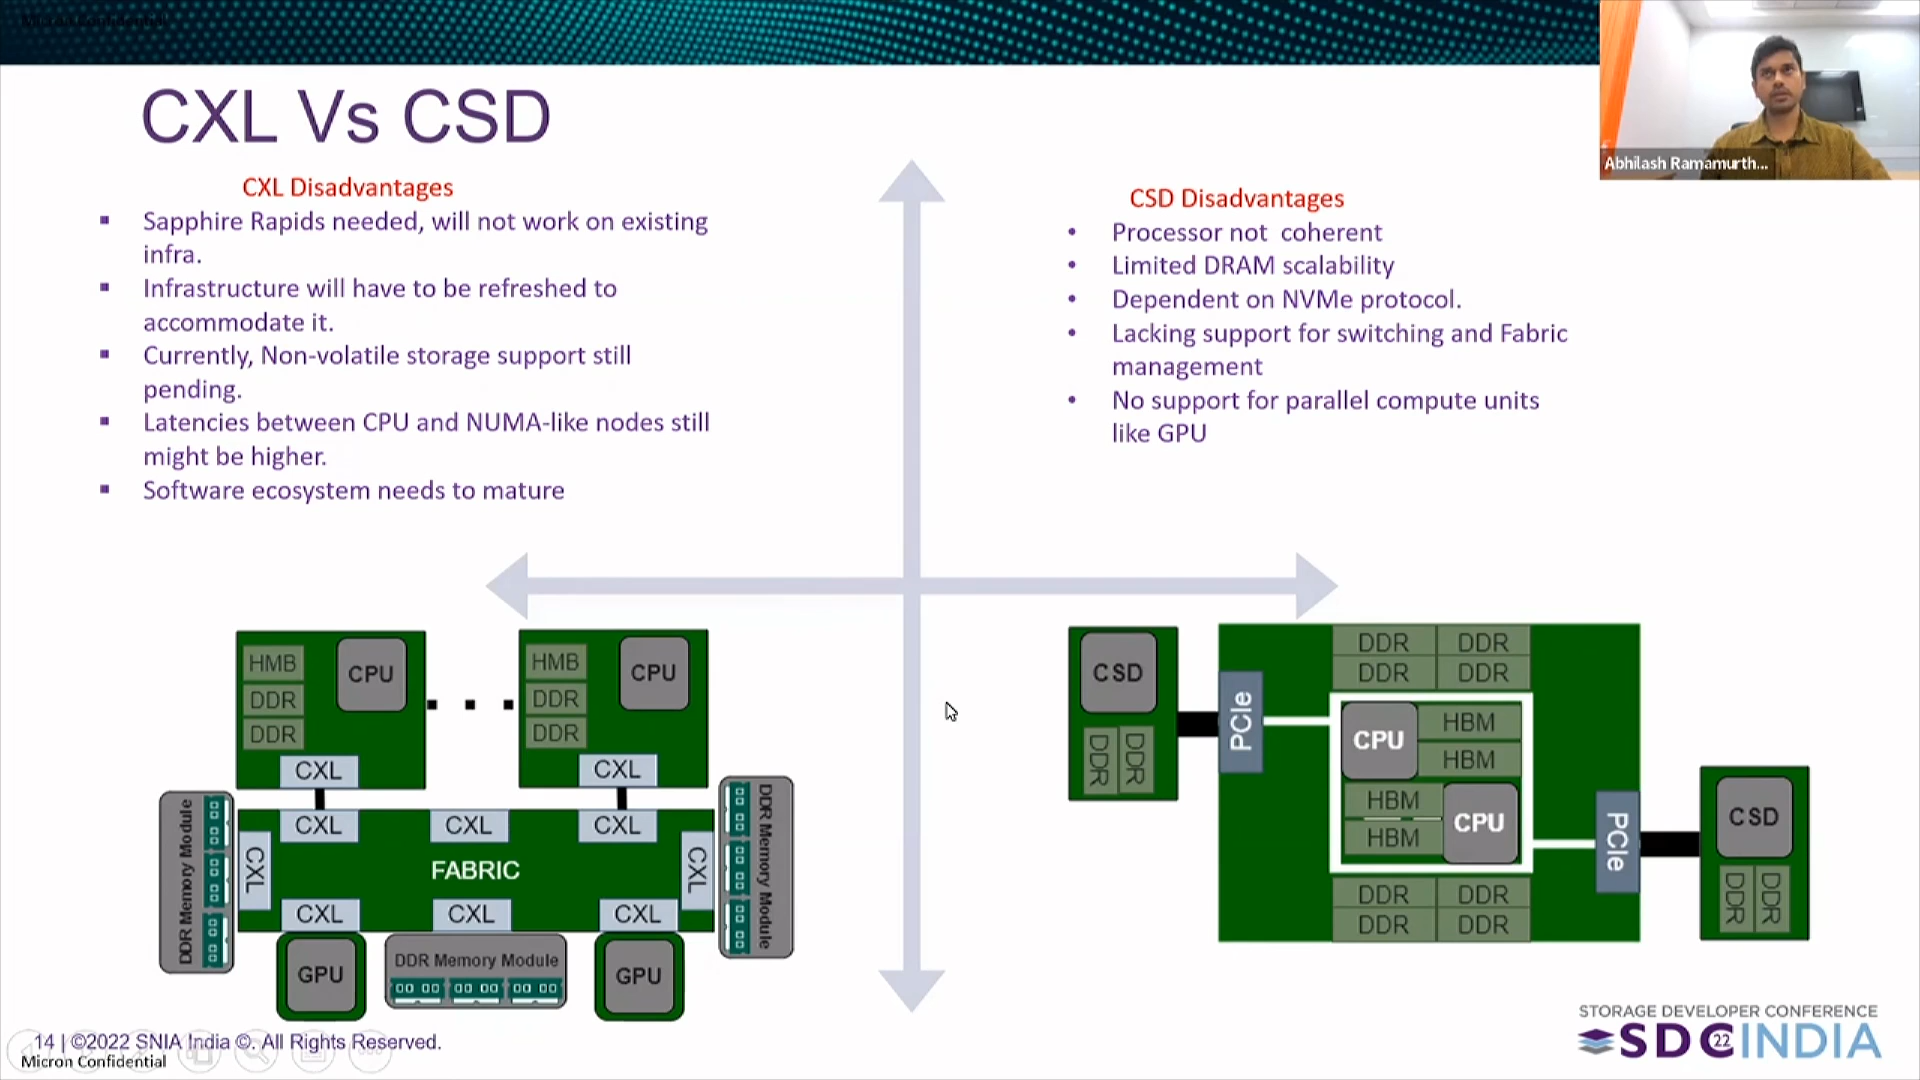 Micron Confidential
CXL Vs CSD
CXL Disadvantages
Sapphire Rapids needed, will not work on existing
infra.
Infrastructure will have to be refreshed to
accommodate it.
Currently, Non-volatile storage support still
pending.
Latencies between CPU and NUMA-like nodes still
might be higher.
Software ecosystem needs to mature
CSD Disadvantages
Processor not coherent
Limited DRAM scalability
Dependent on NVMe protocol.
Lacking support for switching and Fabric
management
No support for parallel compute units
like GPU
Abhilash Ramamurth...
HMB
DDR
DDR
CPU
CXL
HMB
DDR
DDR
CPU
CXL
CXL
CXL
CXL
CXL
FABRIC
CXL
CXL
CXL
CXL
DDR Memory Module
DDR Memory Module
GPU
DDR Memory Module
GPU
CSD
DDR
DDR
PCIe
DDR
DDR
DDR
DDR
CPU
HBM
HBM
HBM
HBM
CPU
DDR
DDR
DDR
DDR
PCIe
CSD
DDR
DDR
14 | ©2022 SNIA India ©. All Rights Reserved.
Micron Confidential
STORAGE DEVELOPER CONFERENCE
SDC 22 INDIA